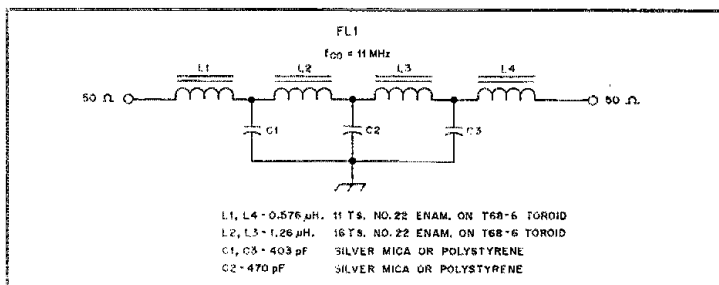 FL1
fCO = 11 MHz
L1 L2 L3 L4
50 Ω 50 Ω
C1 C2 C3
L1, L4 - 0.576 µH. 11 TS. NO. 22 ENAM. ON T68-6 TOROID
L2, L3 - 1.26 µH. 16 TS. NO. 22 ENAM. ON T68-6 TOROID
C1, C3 - 403 pF SILVER MICA OR POLYSTYRENE
C2 - 470 pF SILVER MICA OR POLYSTYRENE